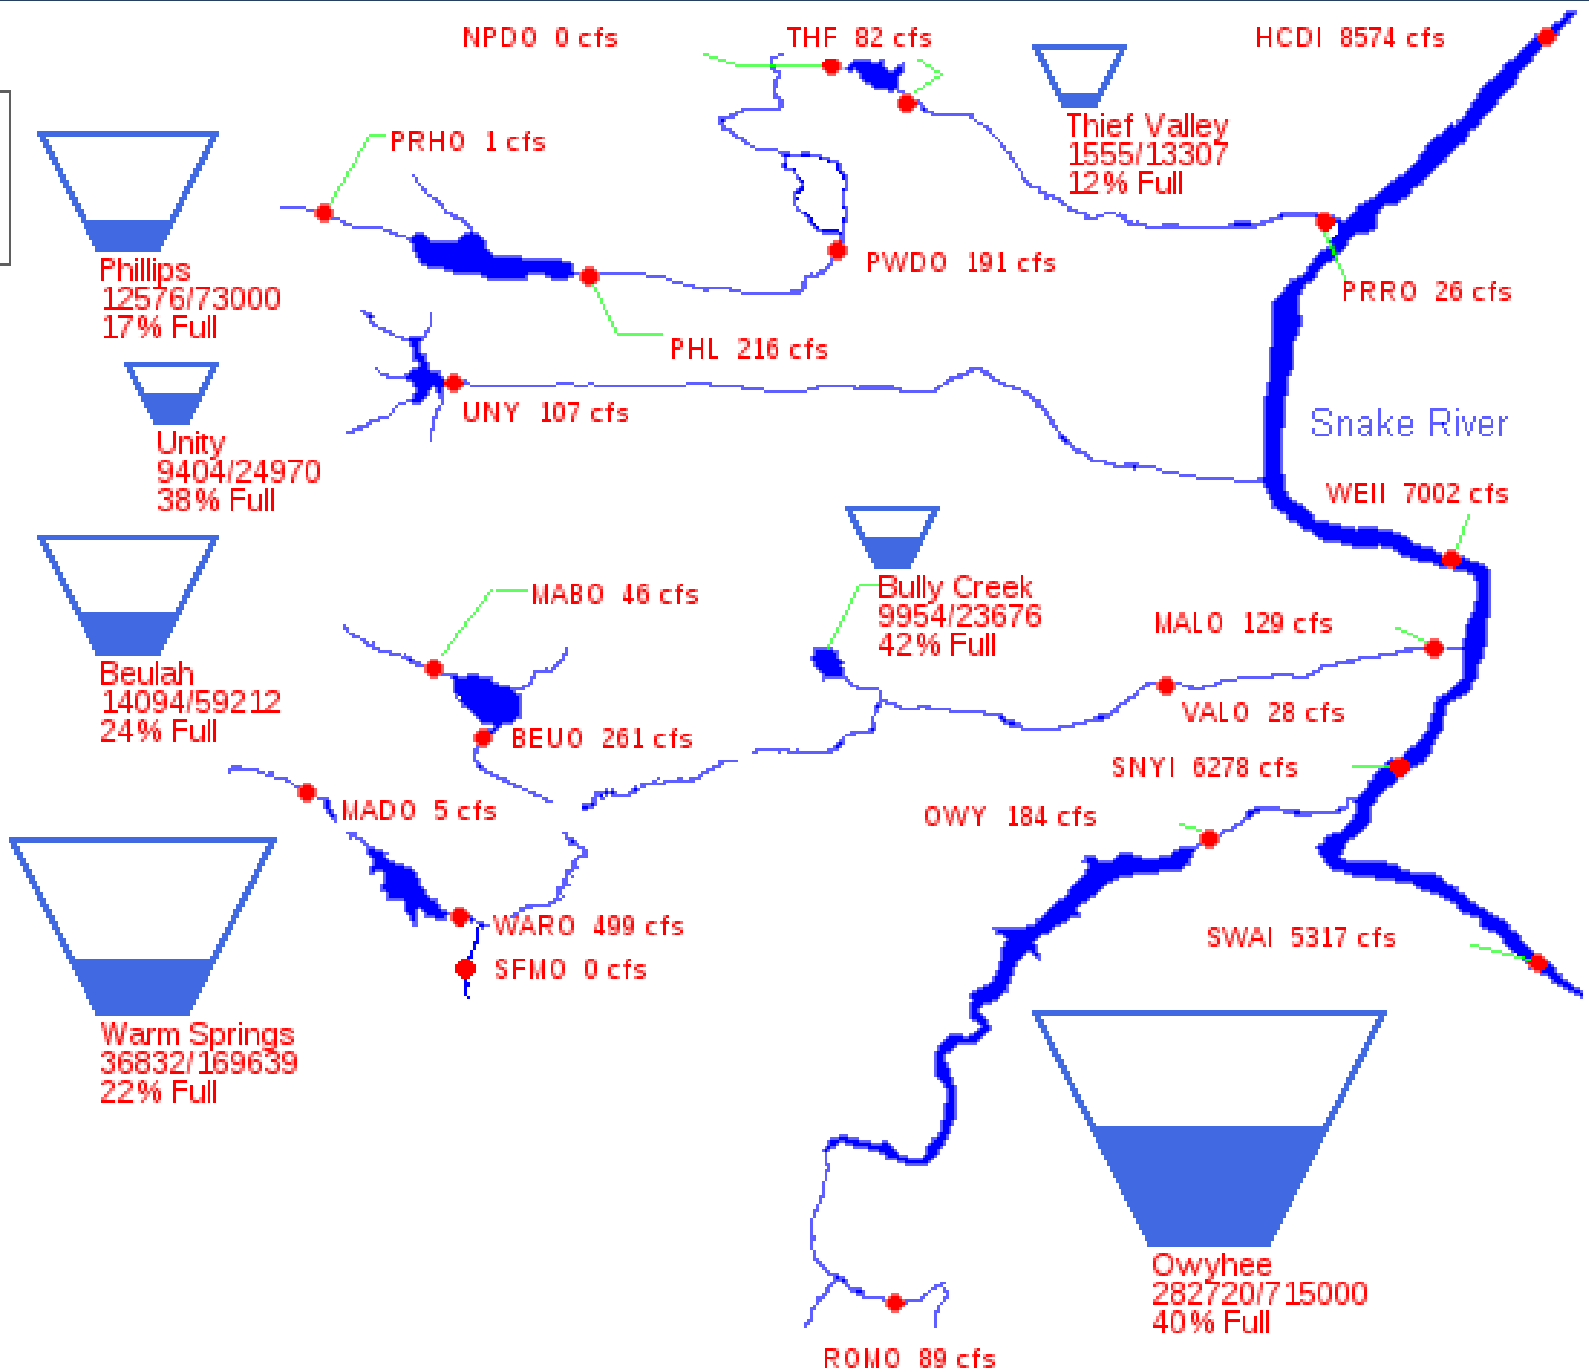 NPDO 0 cfs
THF 82 cfs
HCDI 8574 cfs
Thief Valley
1555/13307
12% Full
PRHO 1 cfs
Phillips
12576/73000
17% Full
PWDO 191 cfs
PRRO 26 cfs
PHL 216 cfs
UNY 107 cfs
Unity
9404/24970
38% Full
Snake River
WEII 7002 cfs
Bully Creek
9954/23676
42% Full
MABO 46 cfs
MALO 129 cfs
Beulah
14094/59212
24% Full
VALO 28 cfs
BEUO 261 cfs
SNYI 6278 cfs
MADO 5 cfs
OWY 184 cfs
WARO 499 cfs
SWAI 5317 cfs
SFMO 0 cfs
Warm Springs
36832/169639
22% Full
Owyhee
282720/715000
40% Full
ROMO 89 cfs